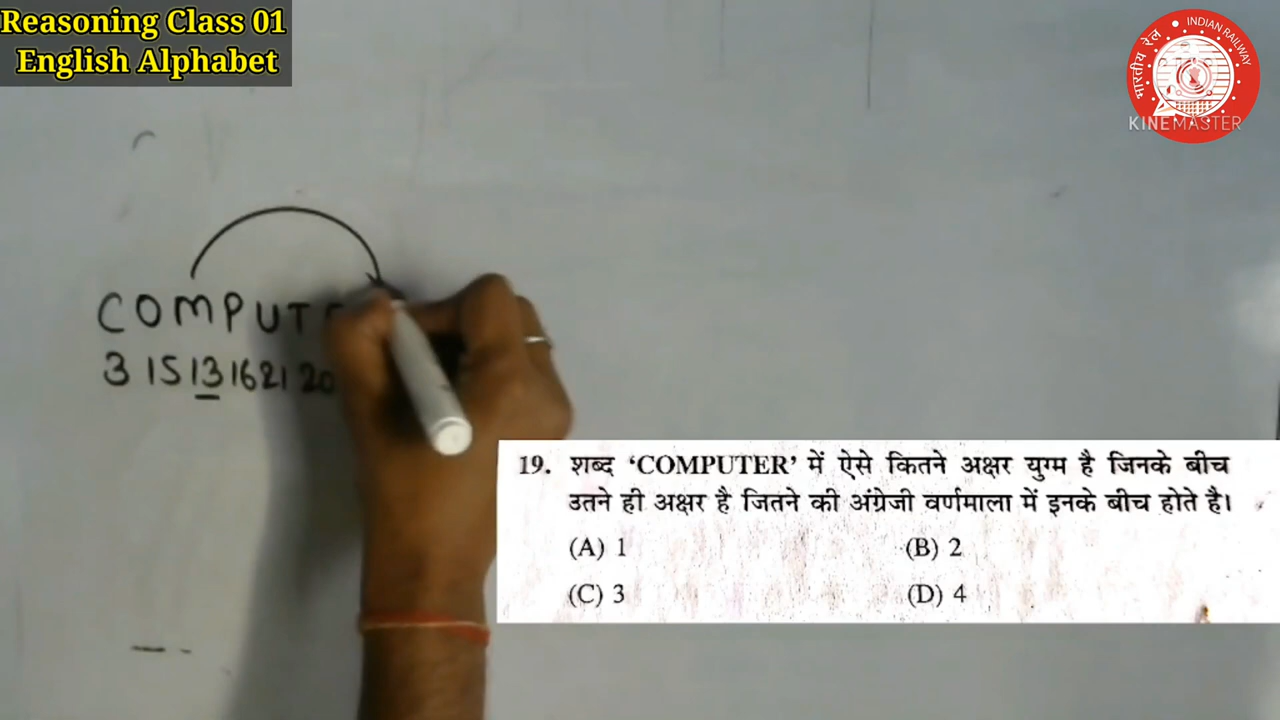 Reasoning Class 01
English Alphabet
भारतीय रेल
INDIAN RAILWAY
KINEMASTER
COMPUT
3 15 13 16 21 20
19. शब्द ‘COMPUTER’ में ऐसे कितने अक्षर युग्म है जिनके बीच
उतने ही अक्षर है जितने की अंग्रेजी वर्णमाला में इनके बीच होते है।
(A) 1 (B) 2
(C) 3 (D) 4